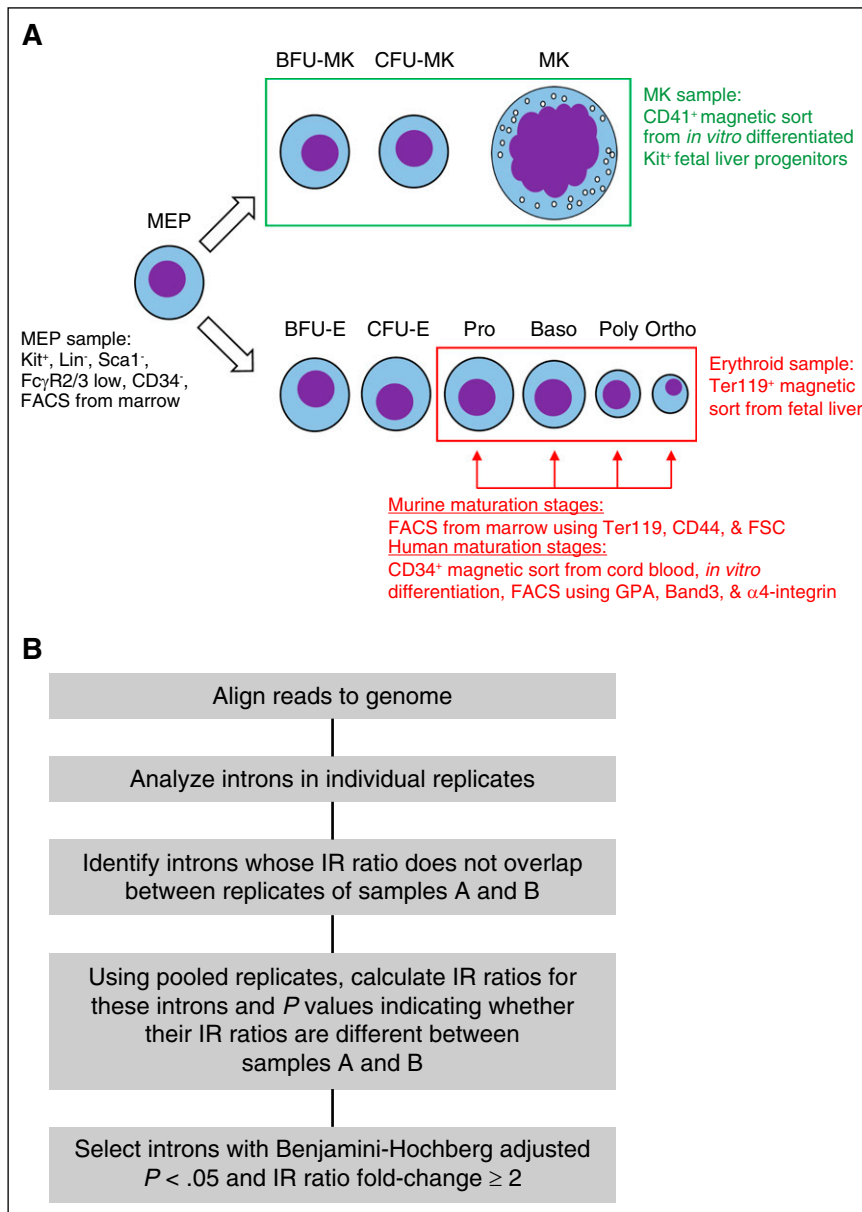 A
BFU-MK CFU-MK MK
MK sample:
CD41⁺ magnetic sort
from in vitro differentiated
Kit⁺ fetal liver progenitors
MEP
MEP sample:
Kit⁺, Lin⁻, Sca1⁻,
FcγR2/3 low, CD34⁻,
FACS from marrow
BFU-E CFU-E Pro Baso Poly Ortho
Erythroid sample:
Ter119⁺ magnetic
sort from fetal liver
Murine maturation stages:
FACS from marrow using Ter119, CD44, & FSC
Human maturation stages:
CD34⁺ magnetic sort from cord blood, in vitro
differentiation, FACS using GPA, Band3, & α4-integrin
B
Align reads to genome
Analyze introns in individual replicates
Identify introns whose IR ratio does not overlap
between replicates of samples A and B
Using pooled replicates, calculate IR ratios for
these introns and P values indicating whether
their IR ratios are different between
samples A and B
Select introns with Benjamini-Hochberg adjusted
P < .05 and IR ratio fold-change ≥ 2